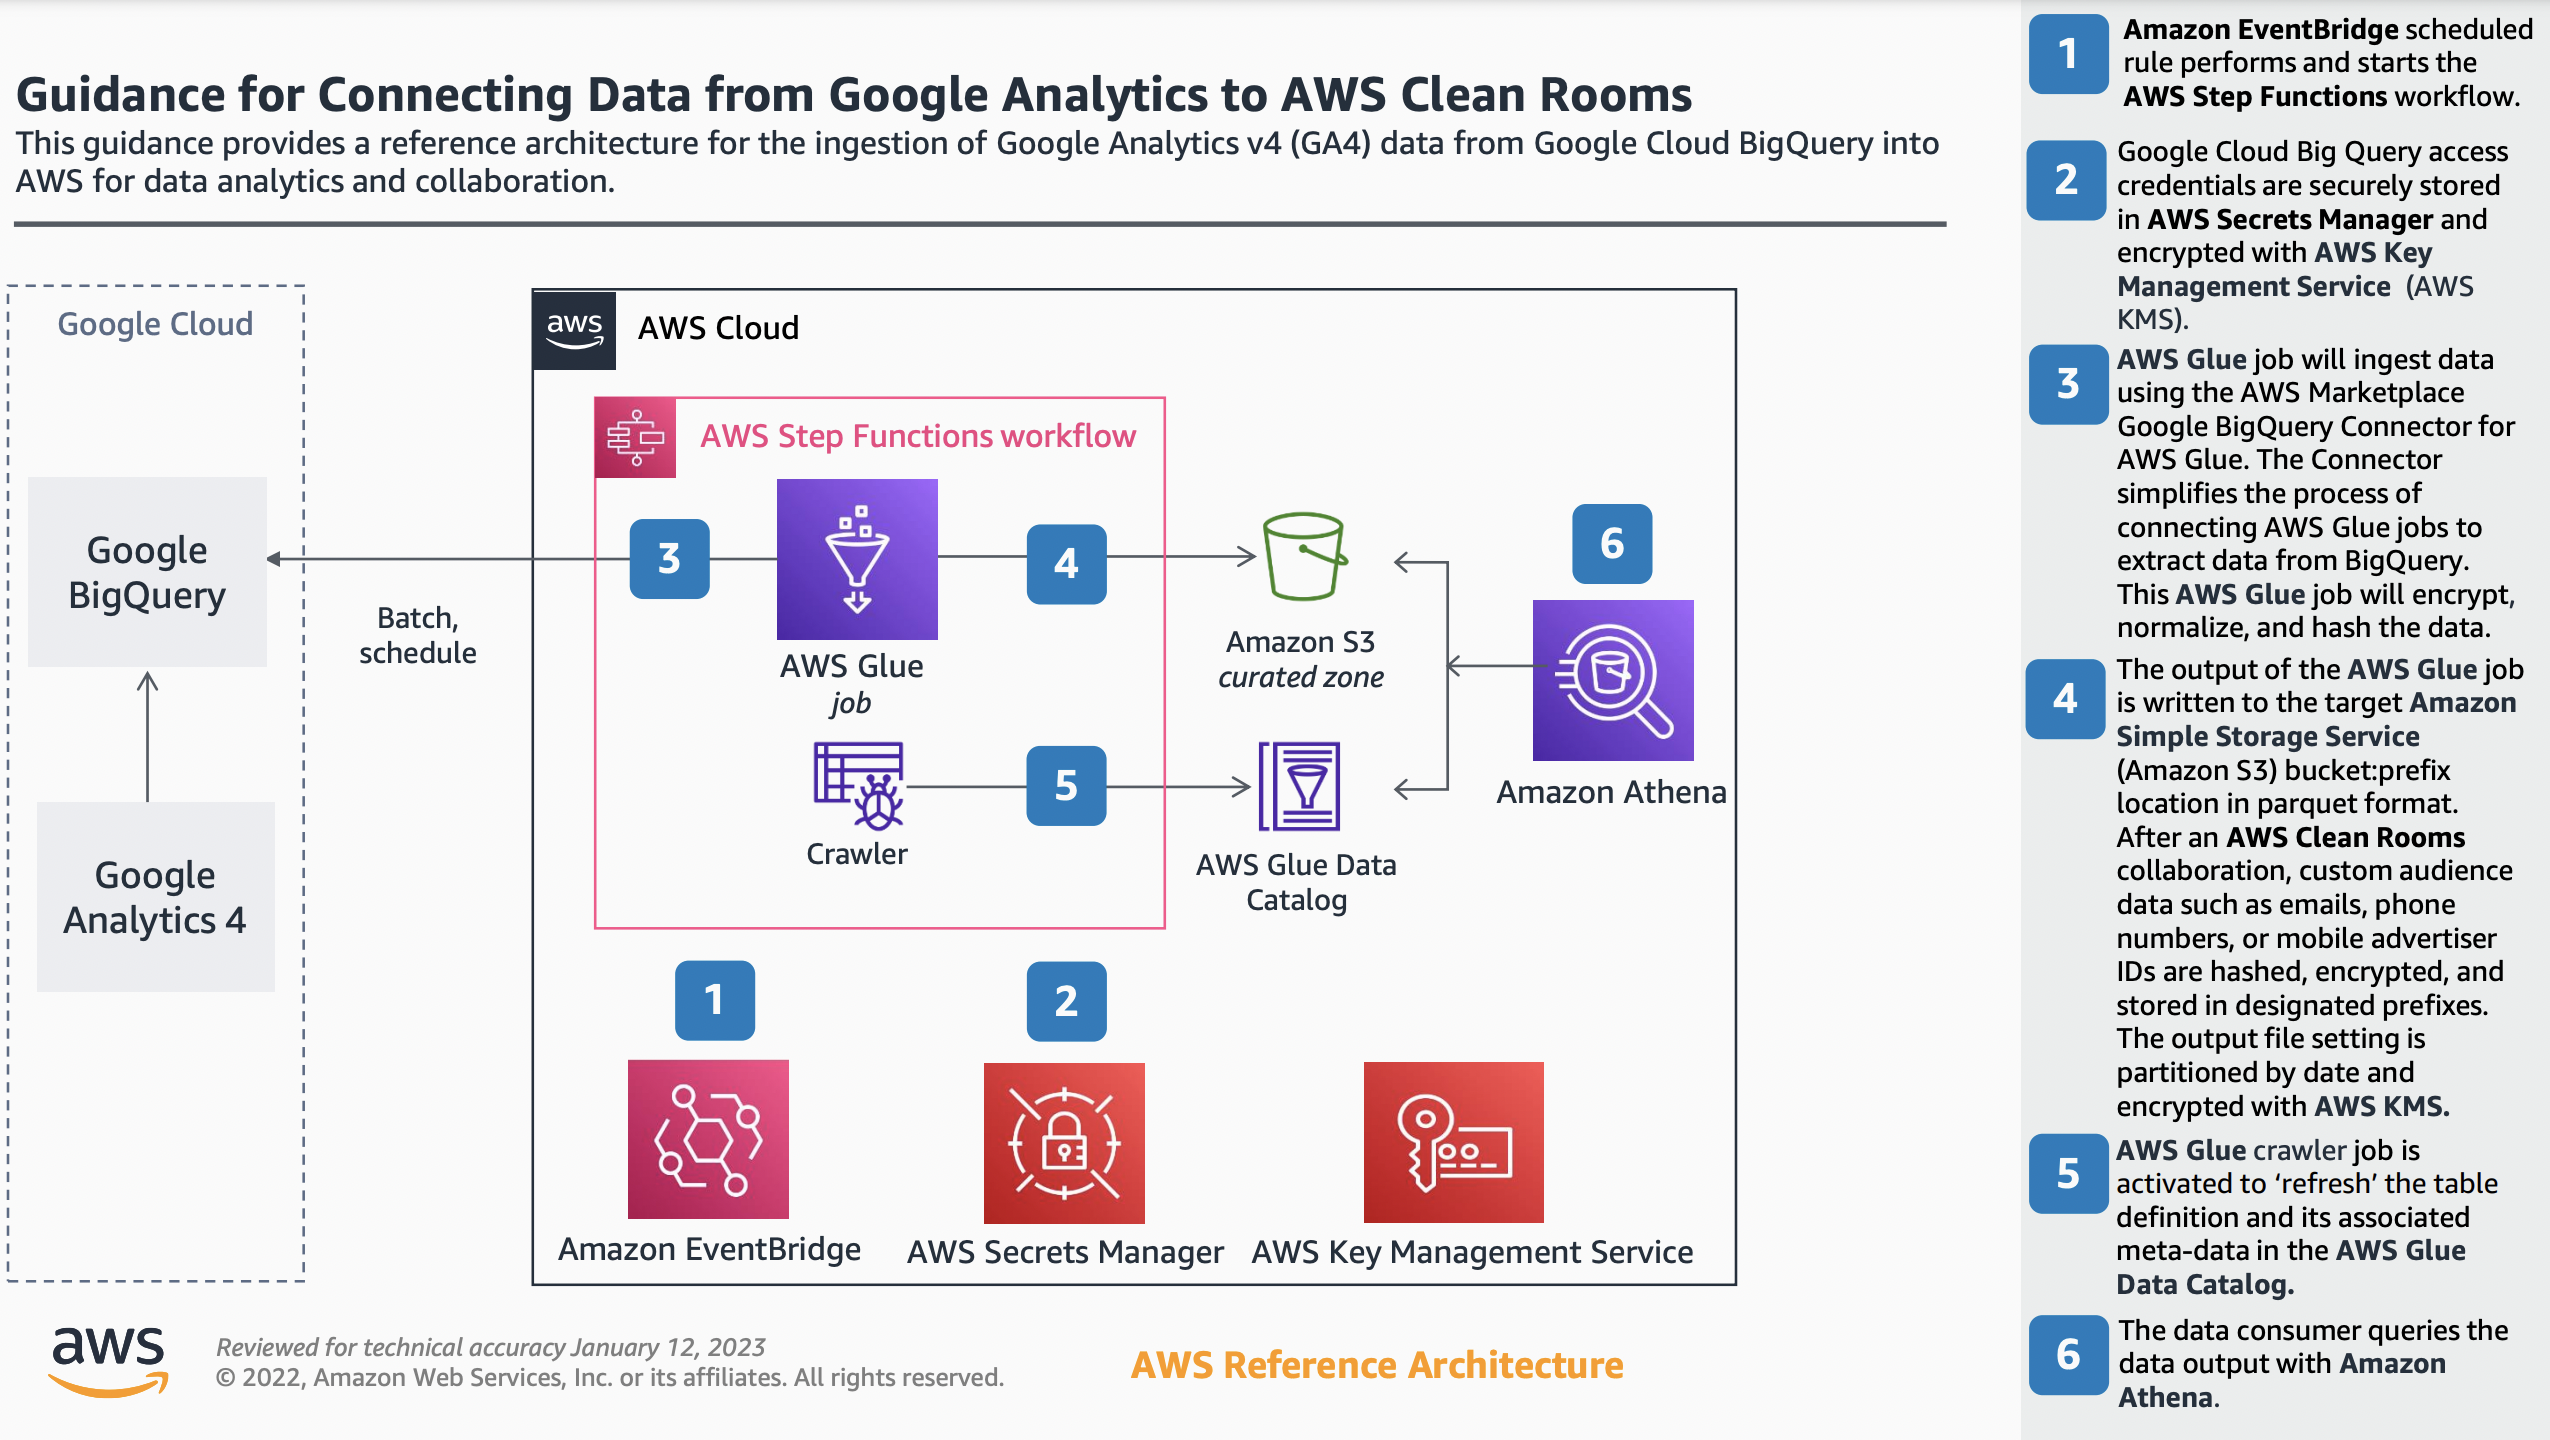 Guidance for Connecting Data from Google Analytics to AWS Clean Rooms
This guidance provides a reference architecture for the ingestion of Google Analytics v4 (GA4) data from Google Cloud BigQuery into
AWS for data analytics and collaboration.
Google Cloud
Google
BigQuery
Google
Analytics 4
Batch,
schedule
aws
AWS Cloud
AWS Step Functions workflow
3
4
AWS Glue
job
Crawler
5
Amazon S3
curated zone
AWS Glue Data
Catalog
6
Amazon Athena
1
Amazon EventBridge
2
AWS Secrets Manager
AWS Key Management Service
aws
Reviewed for technical accuracy January 12, 2023
© 2022, Amazon Web Services, Inc. or its affiliates. All rights reserved.
AWS Reference Architecture
1
Amazon EventBridge scheduled
rule performs and starts the
AWS Step Functions workflow.
2
Google Cloud Big Query access
credentials are securely stored
in AWS Secrets Manager and
encrypted with AWS Key
Management Service (AWS
KMS).
3
AWS Glue job will ingest data
using the AWS Marketplace
Google BigQuery Connector for
AWS Glue. The Connector
simplifies the process of
connecting AWS Glue jobs to
extract data from BigQuery.
This AWS Glue job will encrypt,
normalize, and hash the data.
4
The output of the AWS Glue job
is written to the target Amazon
Simple Storage Service
(Amazon S3) bucket:prefix
location in parquet format.
After an AWS Clean Rooms
collaboration, custom audience
data such as emails, phone
numbers, or mobile advertiser
IDs are hashed, encrypted, and
stored in designated prefixes.
The output file setting is
partitioned by date and
encrypted with AWS KMS.
5
AWS Glue crawler job is
activated to ‘refresh’ the table
definition and its associated
meta-data in the AWS Glue
Data Catalog.
6
The data consumer queries the
data output with Amazon
Athena.